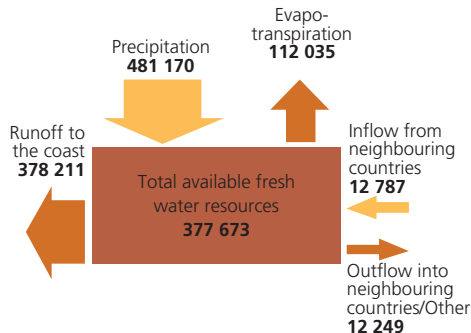 Evapo-
transpiration
112 035
Precipitation
481 170
Runoff to
the coast
378 211
Total available fresh
water resources
377 673
Inflow from
neighbouring
countries
12 787
Outflow into
neighbouring
countries/Other
12 249